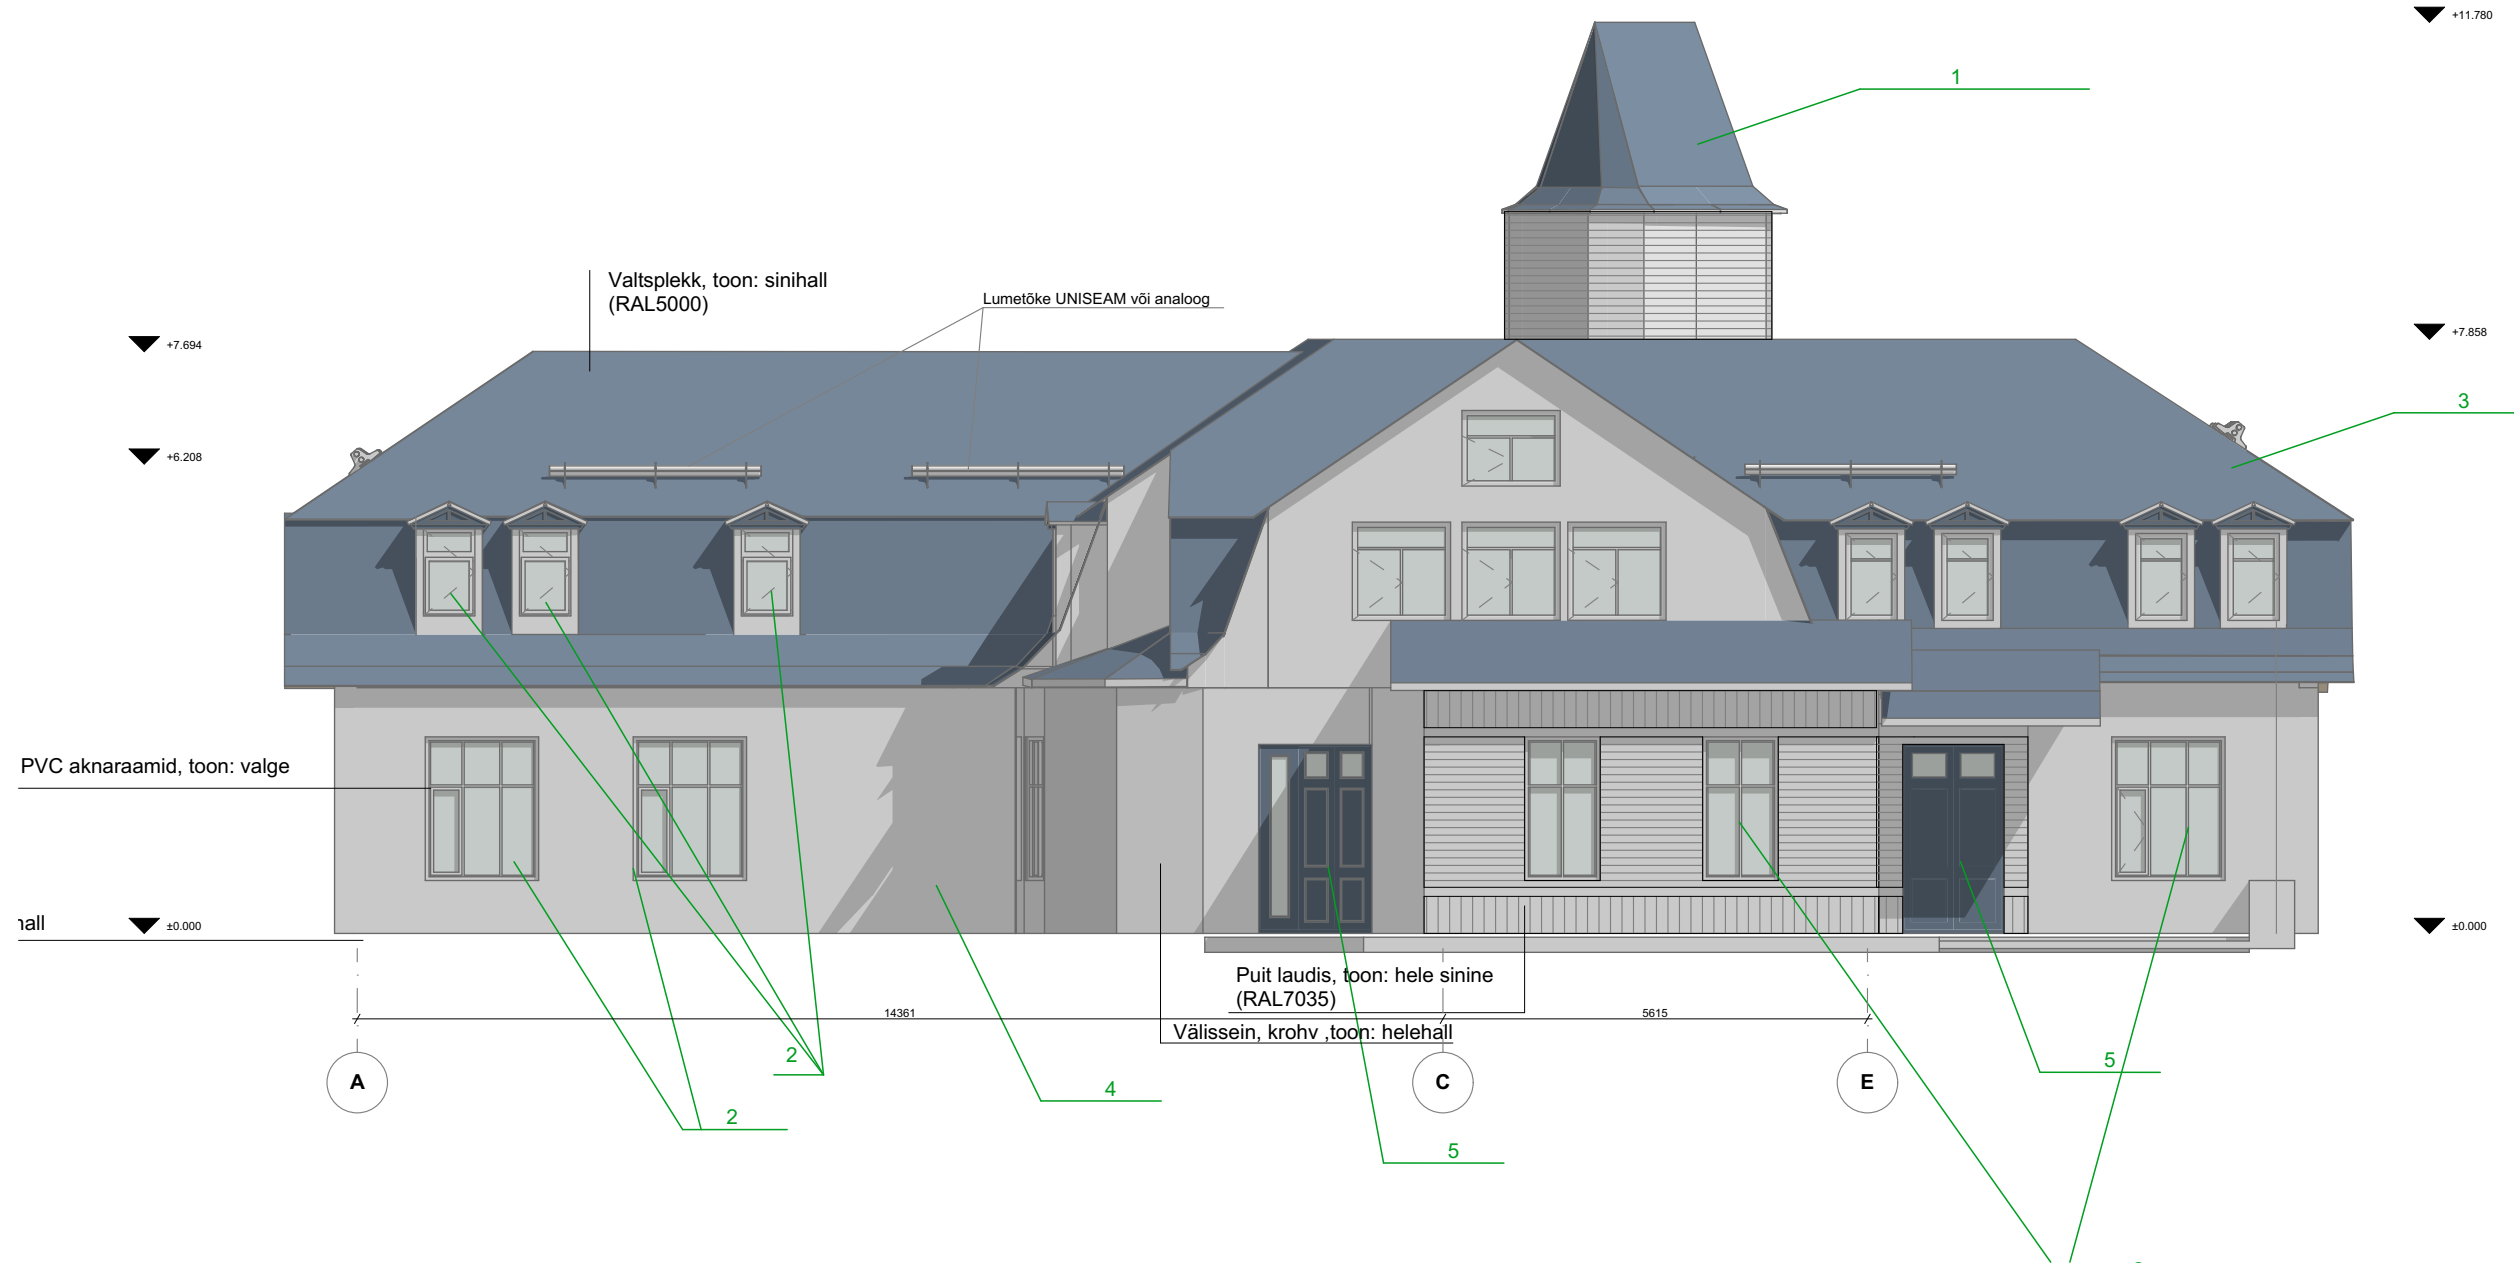 +11.780
1
Valtsplekk, toon: sinihall
(RAL5000)
Lumetõke UNISEAM või analoog
+7.694
+7.858
3
+6.208
PVC aknaraamid, toon: valge
hall
±0.000
±0.000
Puit laudis, toon: hele sinine
(RAL7035)
14361
5615
Välissein, krohv ,toon: helehall
2
5
A
C
E
4
2
5